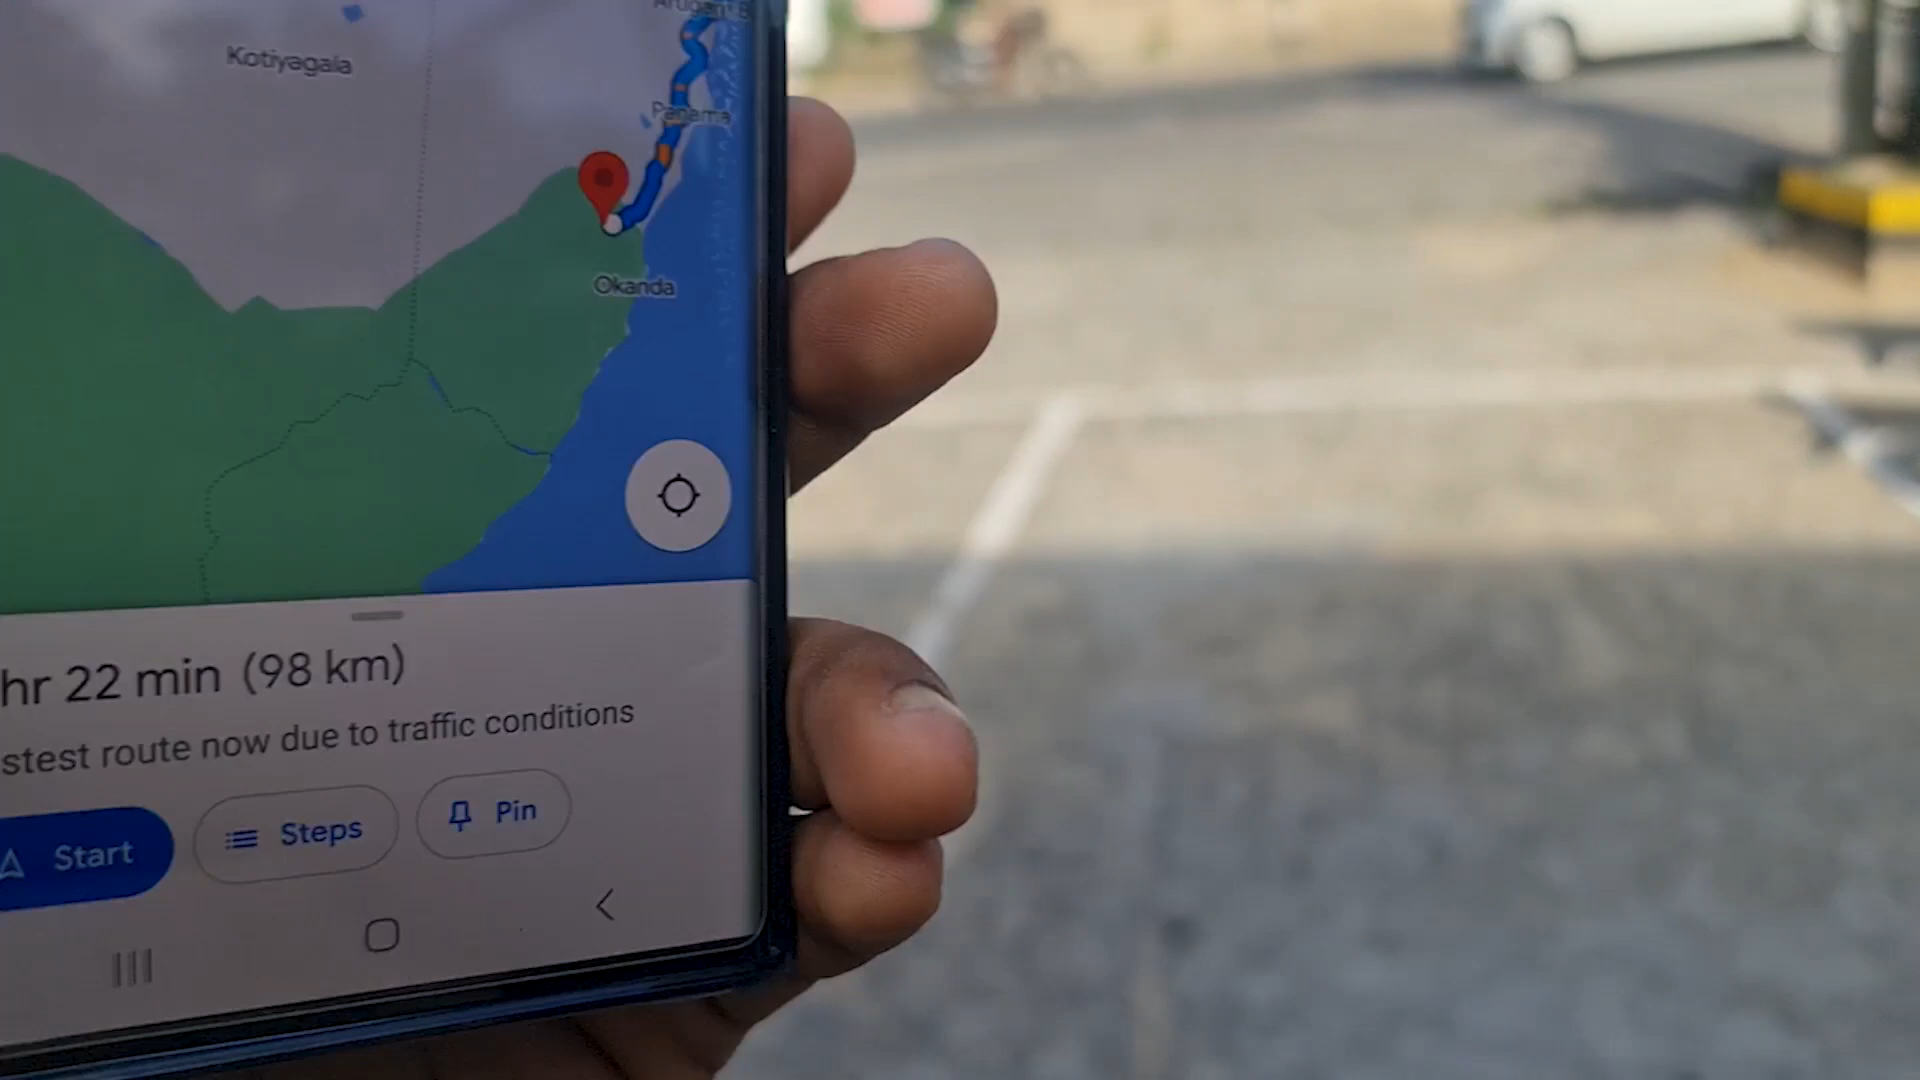 Kotiyagala
Panama
Okanda
hr 22 min (98 km)
stest route now due to traffic conditions
Start
Steps
Pin